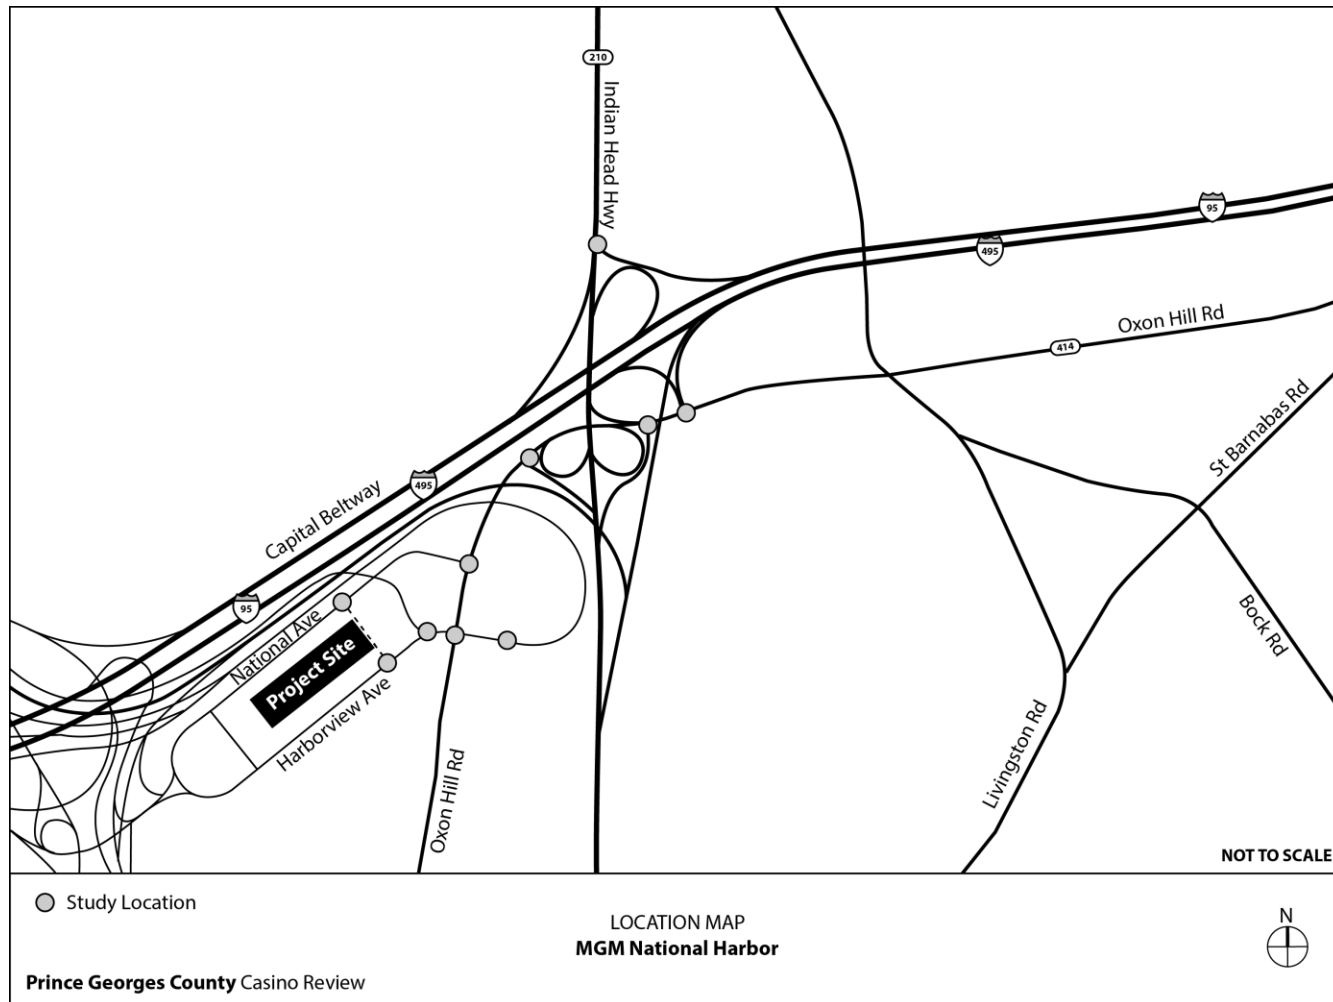 210
Indian Head Hwy
95
495
Oxon Hill Rd
414
St Barnabas Rd
495
Capital Beltway
95
National Ave
Project Site
Harborview Ave
Bock Rd
Livingston Rd
Oxon Hill Rd
NOT TO SCALE
Study Location
LOCATION MAP
MGM National Harbor
N
Prince Georges County Casino Review